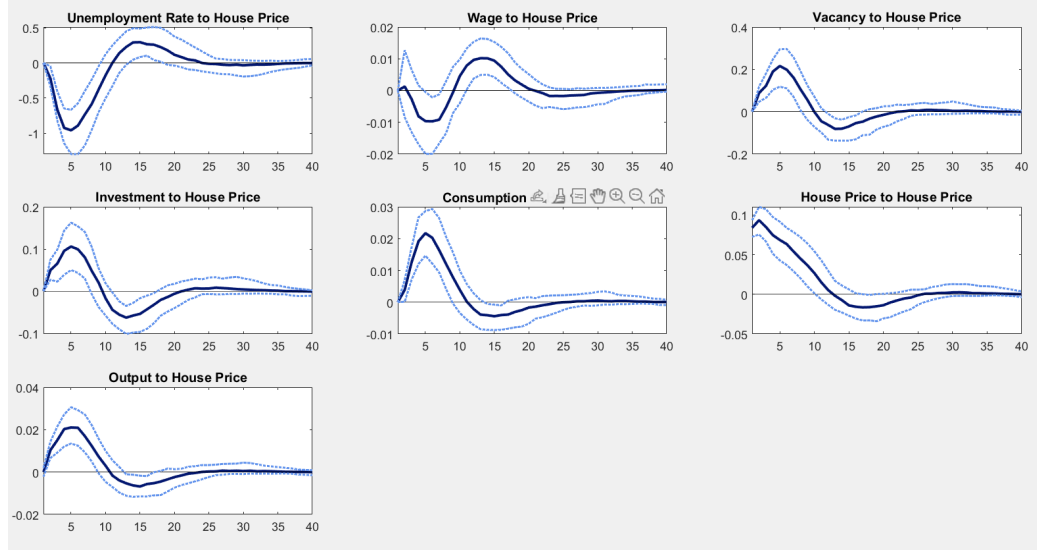 Unemployment Rate to House Price
0.5
0
-0.5
-1
5 10 15 20 25 30 35 40
Wage to House Price
0.02
0.01
0
-0.01
-0.02
5 10 15 20 25 30 35 40
Vacancy to House Price
0.4
0.2
0
-0.2
5 10 15 20 25 30 35 40
Investment to House Price
0.2
0.1
0
-0.1
5 10 15 20 25 30 35 40
Consumption
0.03
0.02
0.01
0
-0.01
5 10 15 20 25 30 35 40
House Price to House Price
0.1
0.05
0
-0.05
5 10 15 20 25 30 35 40
Output to House Price
0.04
0.02
0
-0.02
5 10 15 20 25 30 35 40